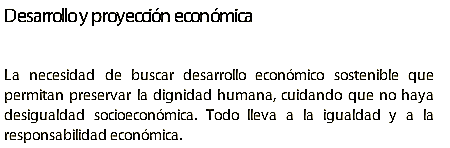 Desarrollo y proyección económica
La necesidad de buscar desarrollo económico sostenible que
permitan preservar la dignidad humana, cuidando que no haya
desigualdad socioeconómica. Todo lleva a la igualdad y a la
responsabilidad económica.